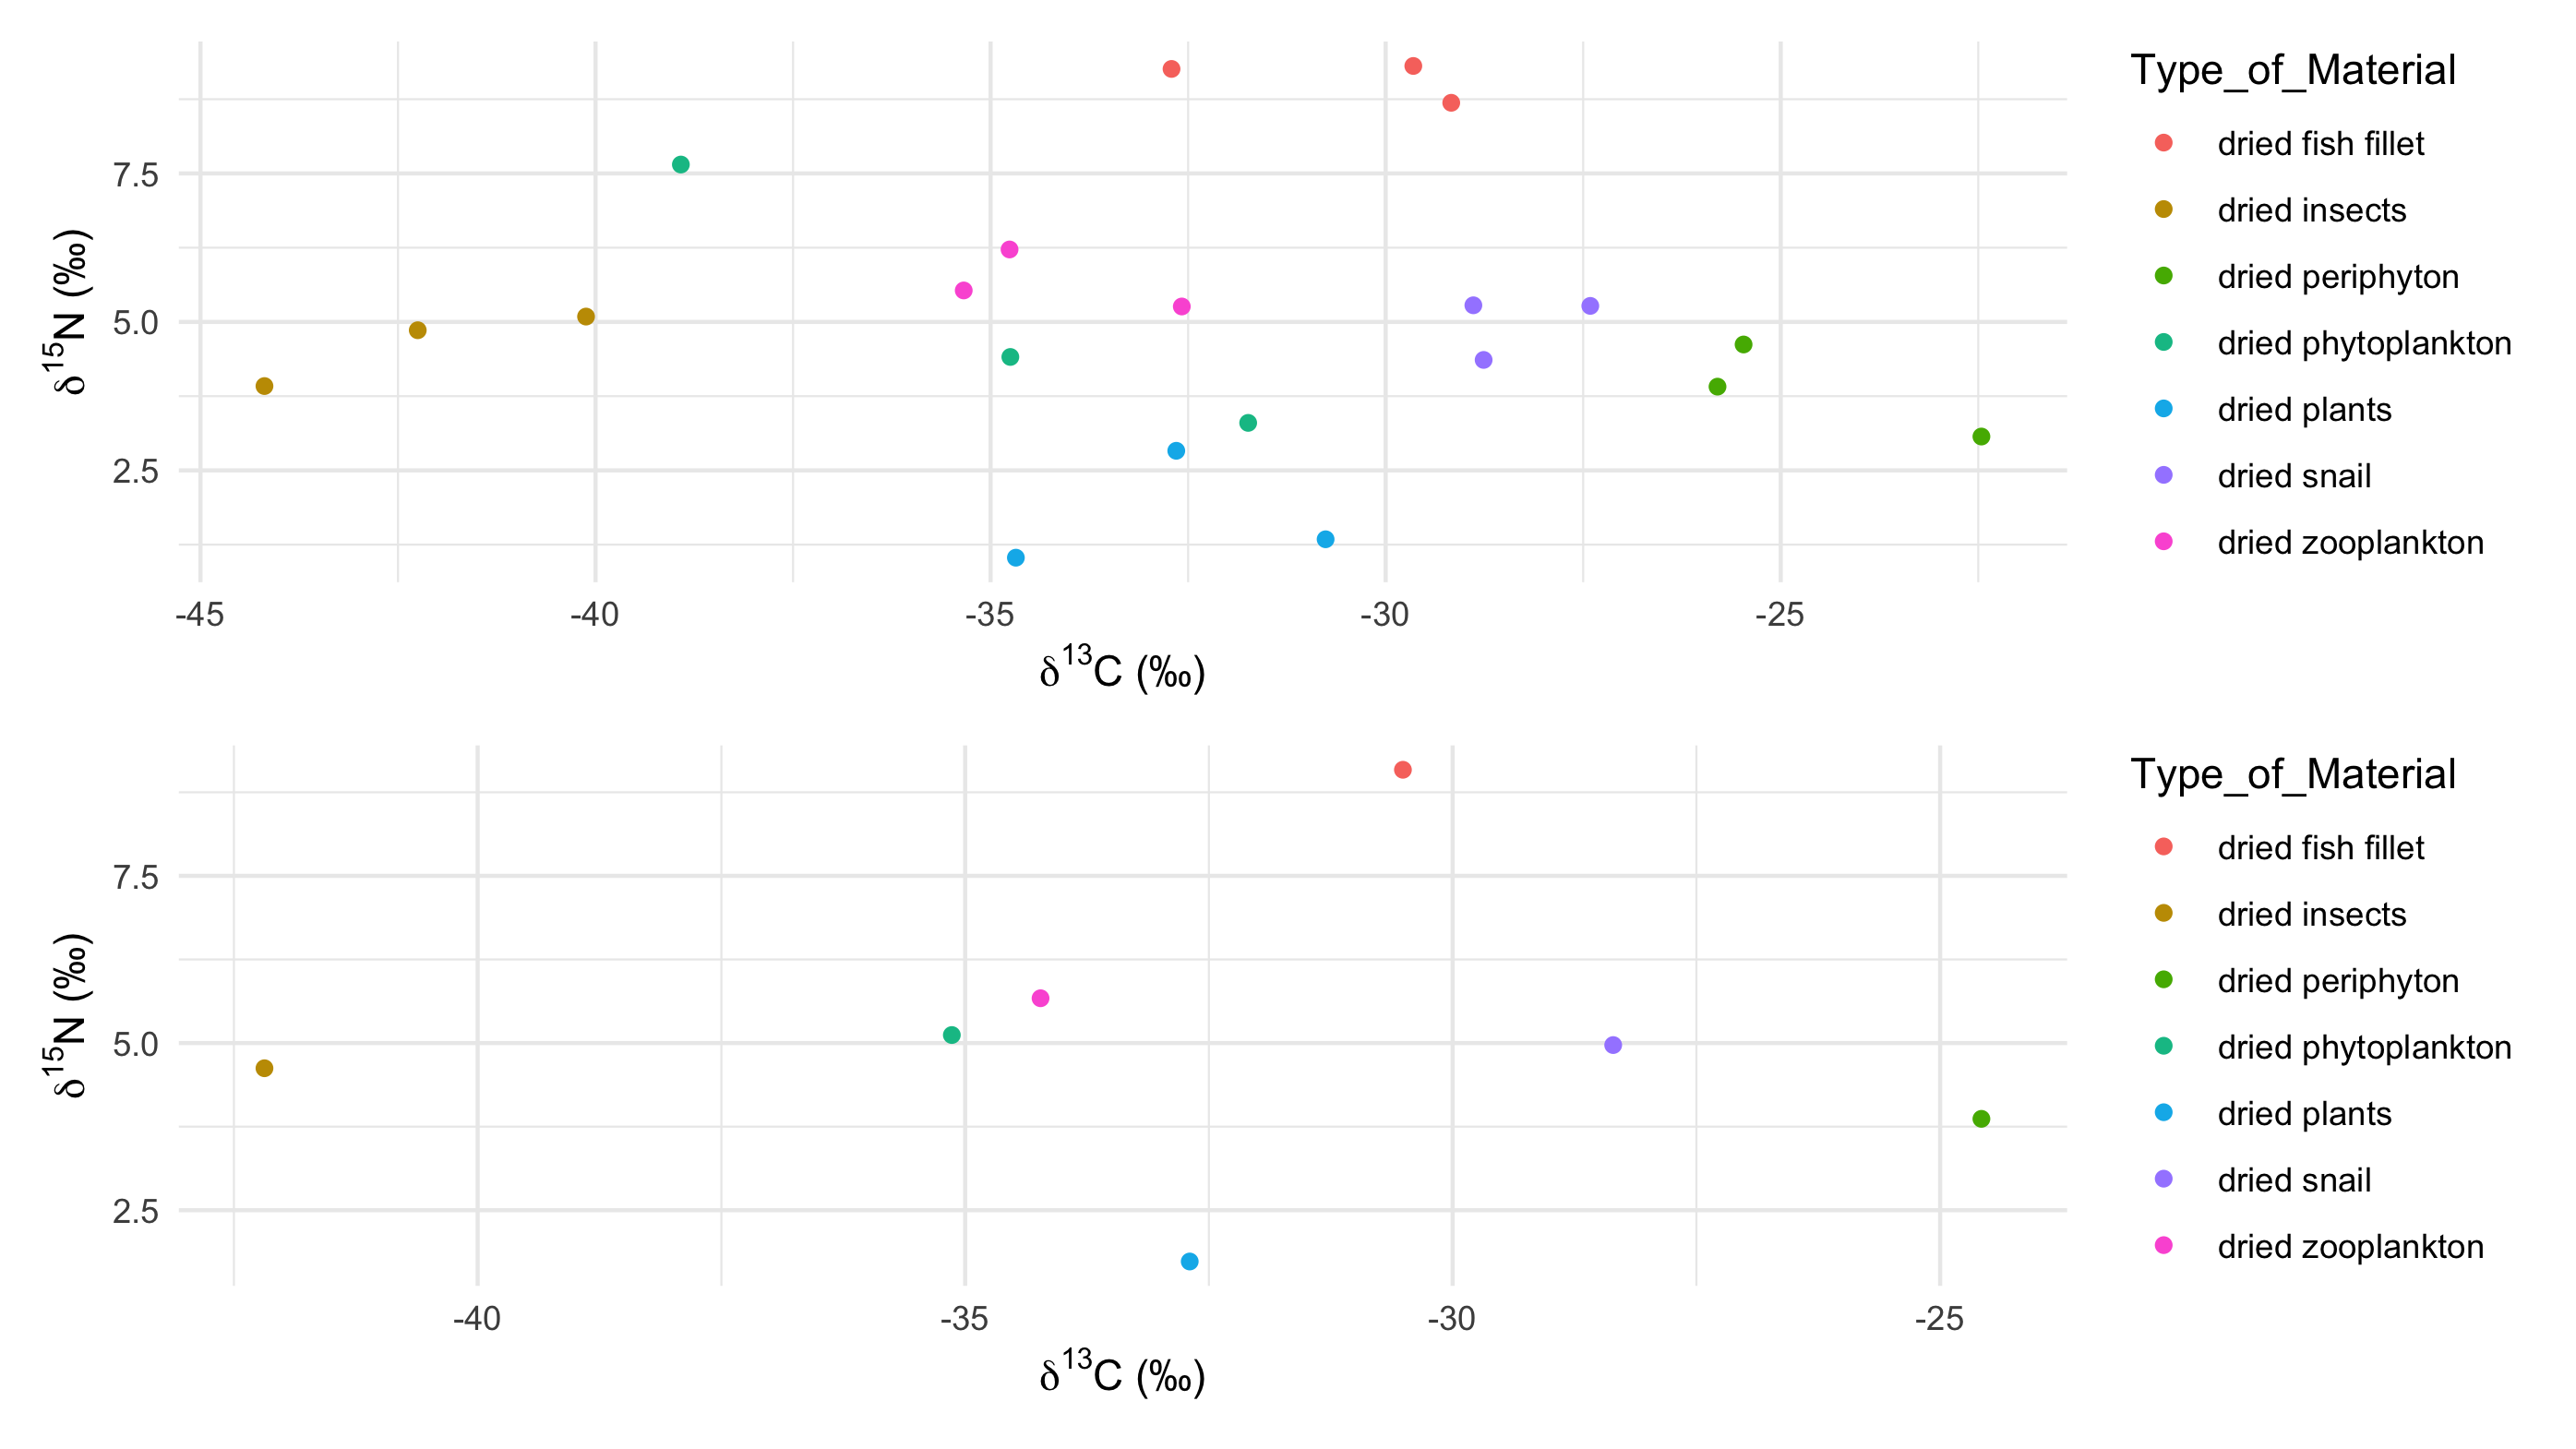 Type_of_Material
dried fish fillet
dried insects
dried periphyton
dried phytoplankton
dried plants
dried snail
dried zooplankton
7.5
5.0
2.5
δ¹⁵N (‰)
-45 -40 -35 -30 -25
δ¹³C (‰)
Type_of_Material
dried fish fillet
dried insects
dried periphyton
dried phytoplankton
dried plants
dried snail
dried zooplankton
7.5
5.0
2.5
δ¹⁵N (‰)
-40 -35 -30 -25
δ¹³C (‰)